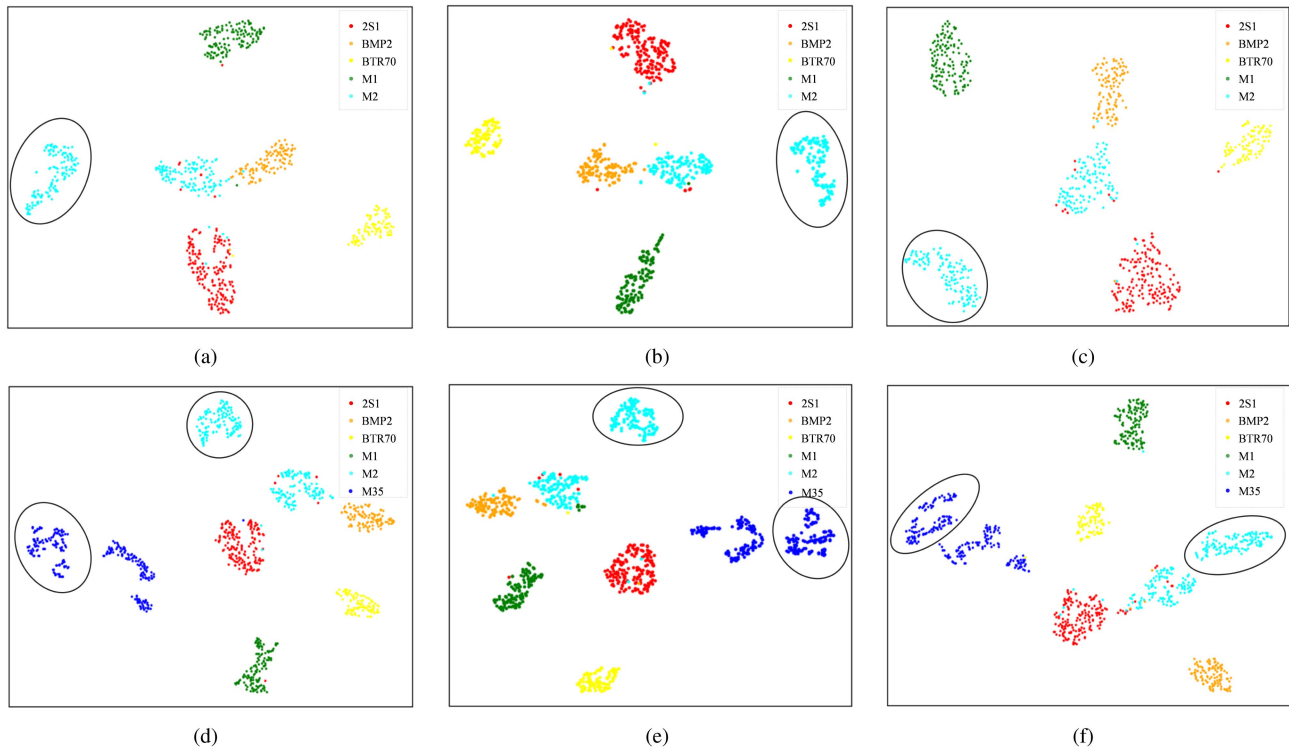 2S1
BMP2
BTR70
M1
M2
(a)
2S1
BMP2
BTR70
M1
M2
(b)
2S1
BMP2
BTR70
M1
M2
(c)
2S1
BMP2
BTR70
M1
M2
M35
(d)
2S1
BMP2
BTR70
M1
M2
M35
(e)
2S1
BMP2
BTR70
M1
M2
M35
(f)